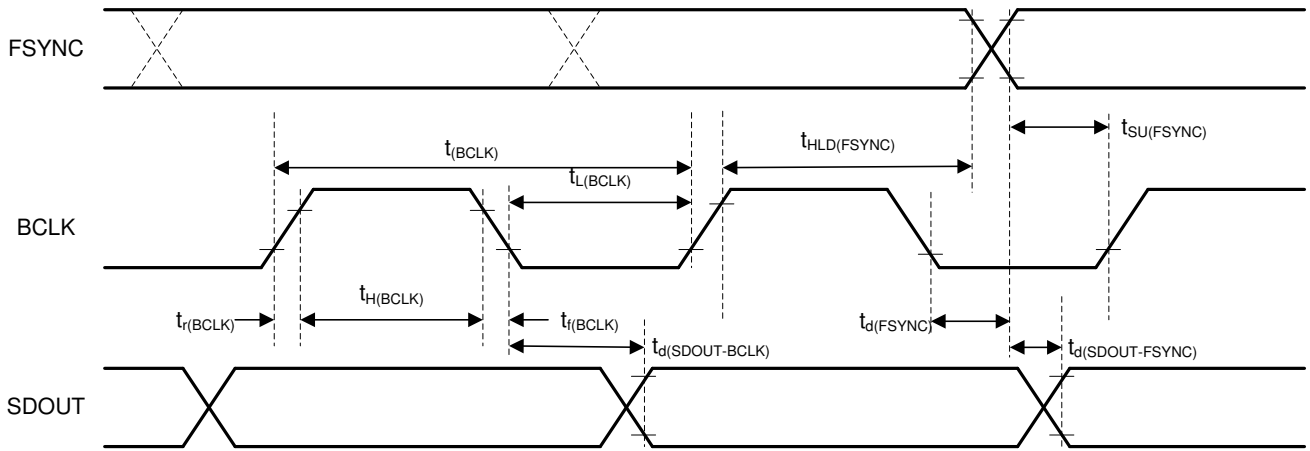 FSYNC
t(BCLK)
tHLD(FSYNC)
tSU(FSYNC)
tL(BCLK)
BCLK
tr(BCLK)
tH(BCLK)
tf(BCLK)
td(FSYNC)
td(SDOUT-BCLK)
td(SDOUT-FSYNC)
SDOUT